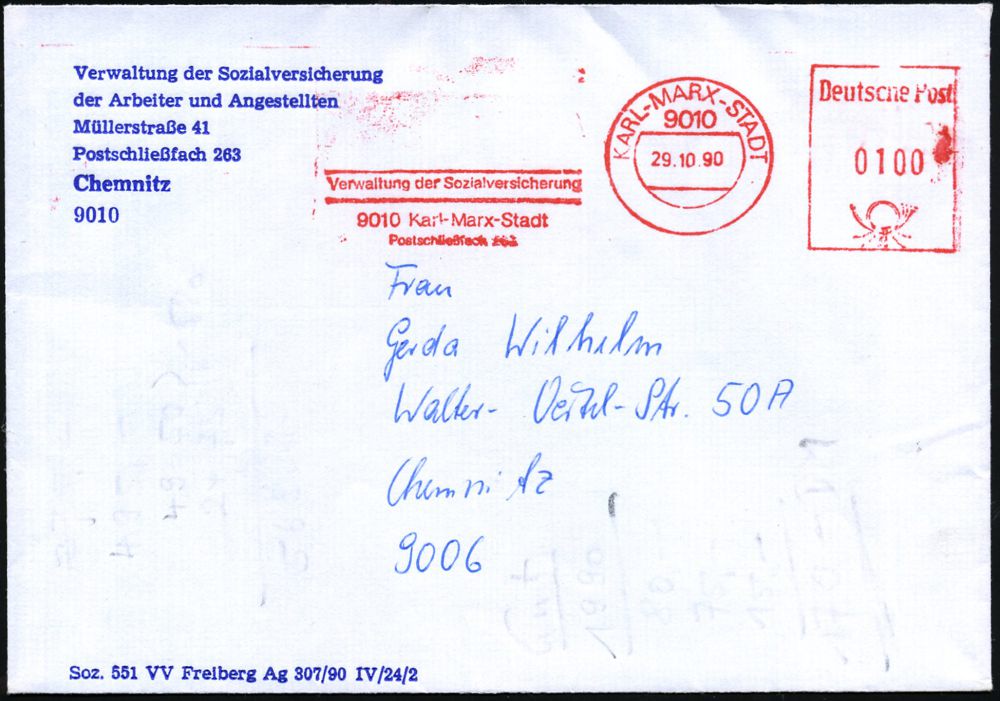 Verwaltung der Sozialversicherung
der Arbeiter und Angestellten
Müllerstraße 41
Postschließfach 263
Chemnitz
9010
Verwaltung der Sozialversicherung
9010 Karl-Marx-Stadt
Postschließfach 263
KARL-MARX-STADT
9010
29.10.90
Deutsche Post
0100
Frau
Gerda Wilhelm
Walter-Oertel-Str. 50A
Chemnitz
9006
Soz. 551 VV Freiberg Ag 307/90 IV/24/2